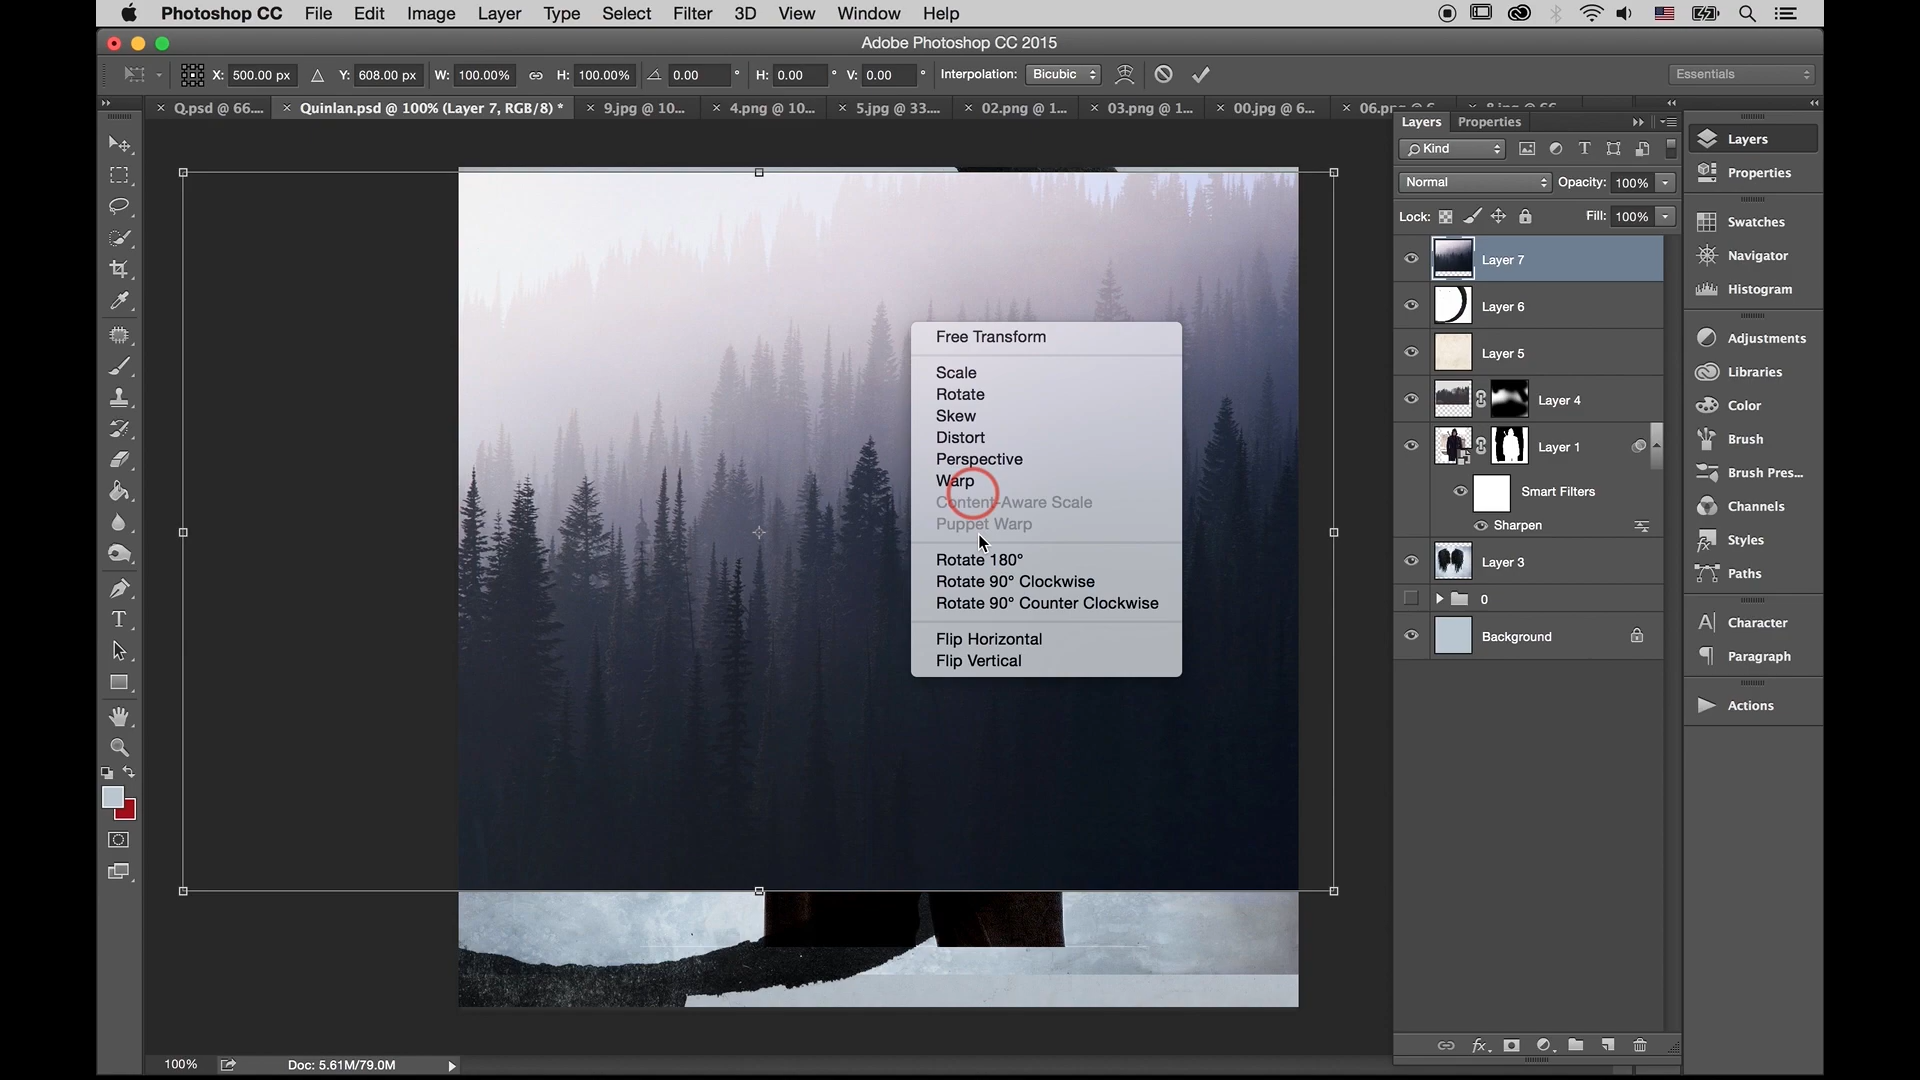 Photoshop CC File Edit Image Layer Type Select Filter 3D View Window Help
Adobe Photoshop CC 2015
X: 500.00 px Y: 608.00 px W: 100.00% H: 100.00% 0.00 ° H: 0.00 ° V: 0.00 ° Interpolation: Bicubic Essentials
× Q.psd @ 66.... × Quinlan.psd @ 100% (Layer 7, RGB/8) * × 9.jpg @ 10... × 4.png @ 10... × 5.jpg @ 33.... × 02.png @ 1... × 03.png @ 1... × 00.jpg @ 6...
Layers Properties
Kind
Normal Opacity: 100%
Lock: Fill: 100%
Layer 7
Layer 6
Layer 5
Layer 4
Layer 1
Smart Filters
Sharpen
Layer 3
0
Background
Layers
Properties
Swatches
Navigator
Histogram
Adjustments
Libraries
Color
Brush
Brush Pres...
Channels
Styles
Paths
Character
Paragraph
Actions
Free Transform
Scale
Rotate
Skew
Distort
Perspective
Warp
Content-Aware Scale
Puppet Warp
Rotate 180°
Rotate 90° Clockwise
Rotate 90° Counter Clockwise
Flip Horizontal
Flip Vertical
100% Doc: 5.61M/79.0M